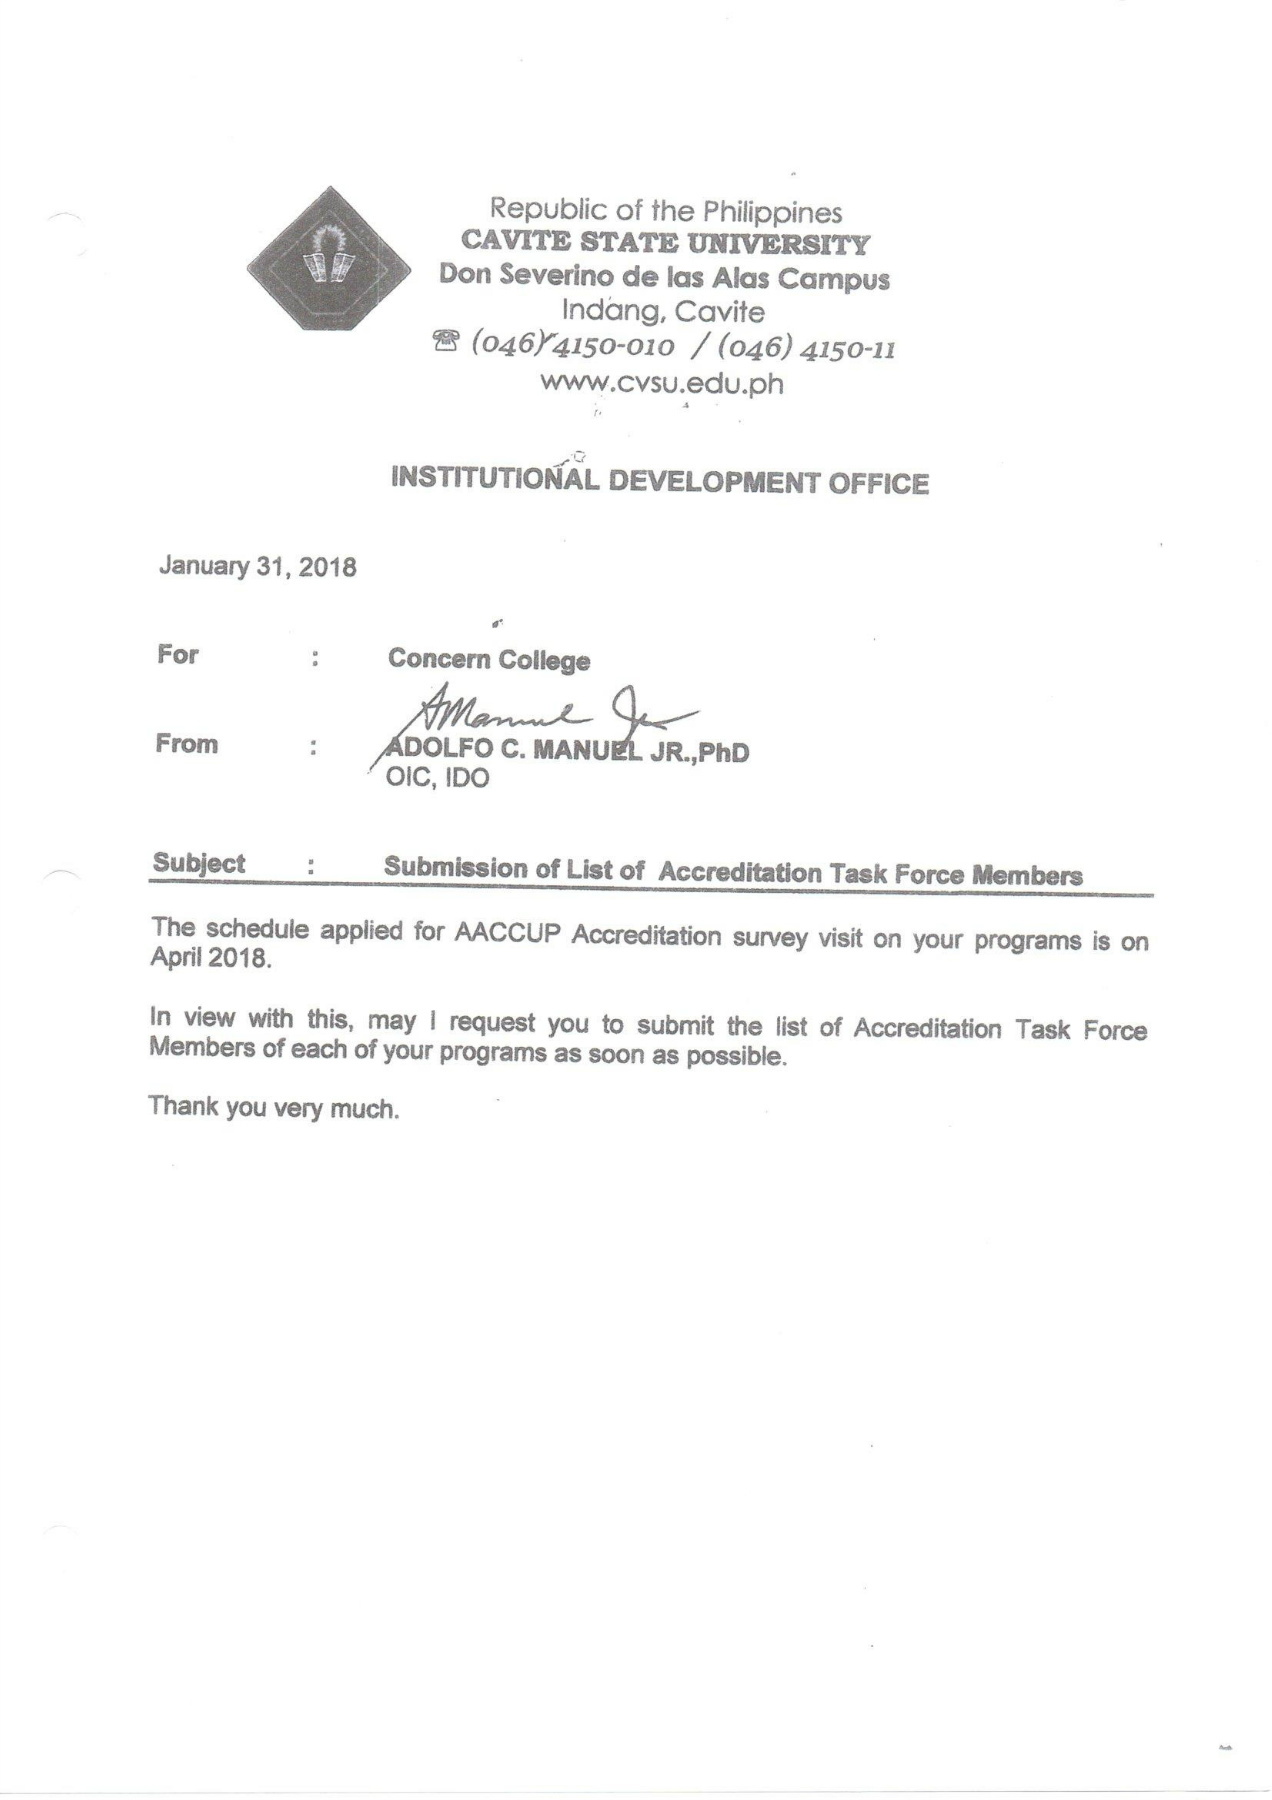 Republic of the Philippines
CAVITE STATE UNIVERSITY
Don Severino de las Alas Campus
Indang, Cavite
☎ (046) 4150-010 / (046) 4150-11
www.cvsu.edu.ph
INSTITUTIONAL DEVELOPMENT OFFICE
January 31, 2018
For : Concern College
AManuel Jr
From : ADOLFO C. MANUEL JR.,PhD
OIC, IDO
Subject : Submission of List of Accreditation Task Force Members
The schedule applied for AACCUP Accreditation survey visit on your programs is on
April 2018.
In view with this, may I request you to submit the list of Accreditation Task Force
Members of each of your programs as soon as possible.
Thank you very much.